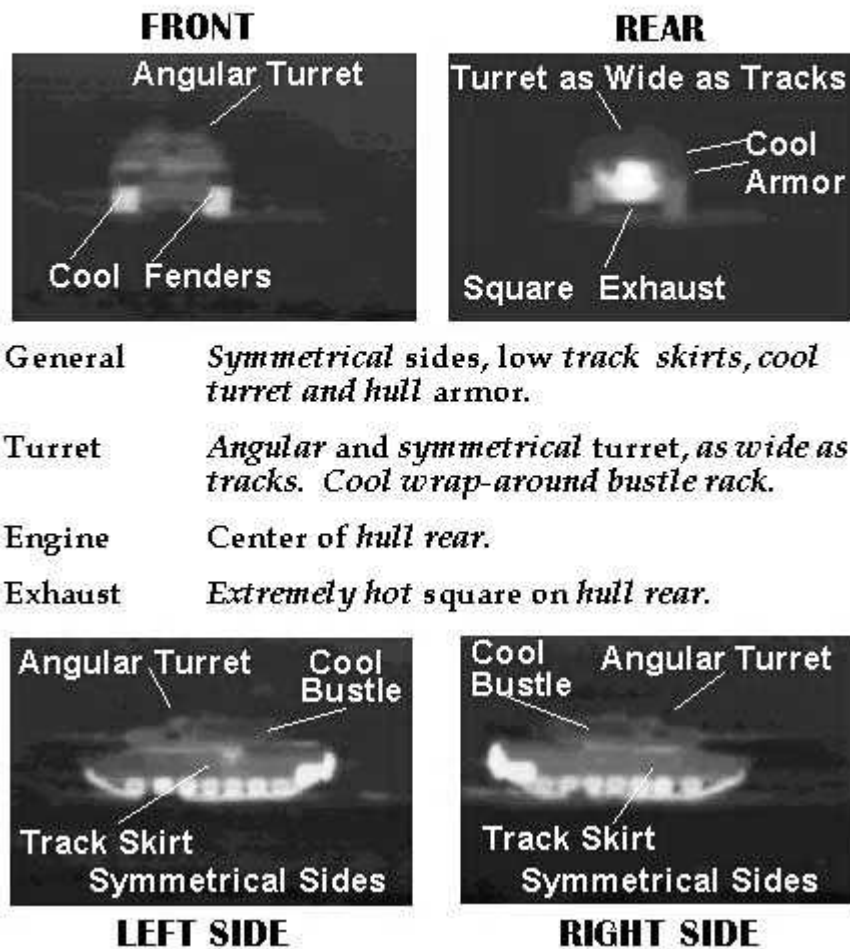 FRONT
REAR
Angular Turret
Cool Fenders
Turret as Wide as Tracks
Cool
Armor
Square Exhaust
General Symmetrical sides, low track skirts, cool
turret and hull armor.
Turret Angular and symmetrical turret, as wide as
tracks. Cool wrap-around bustle rack.
Engine Center of hull rear.
Exhaust Extremely hot square on hull rear.
Angular Turret
Cool
Bustle
Track Skirt
Symmetrical Sides
Cool
Bustle
Angular Turret
Track Skirt
Symmetrical Sides
LEFT SIDE
RIGHT SIDE